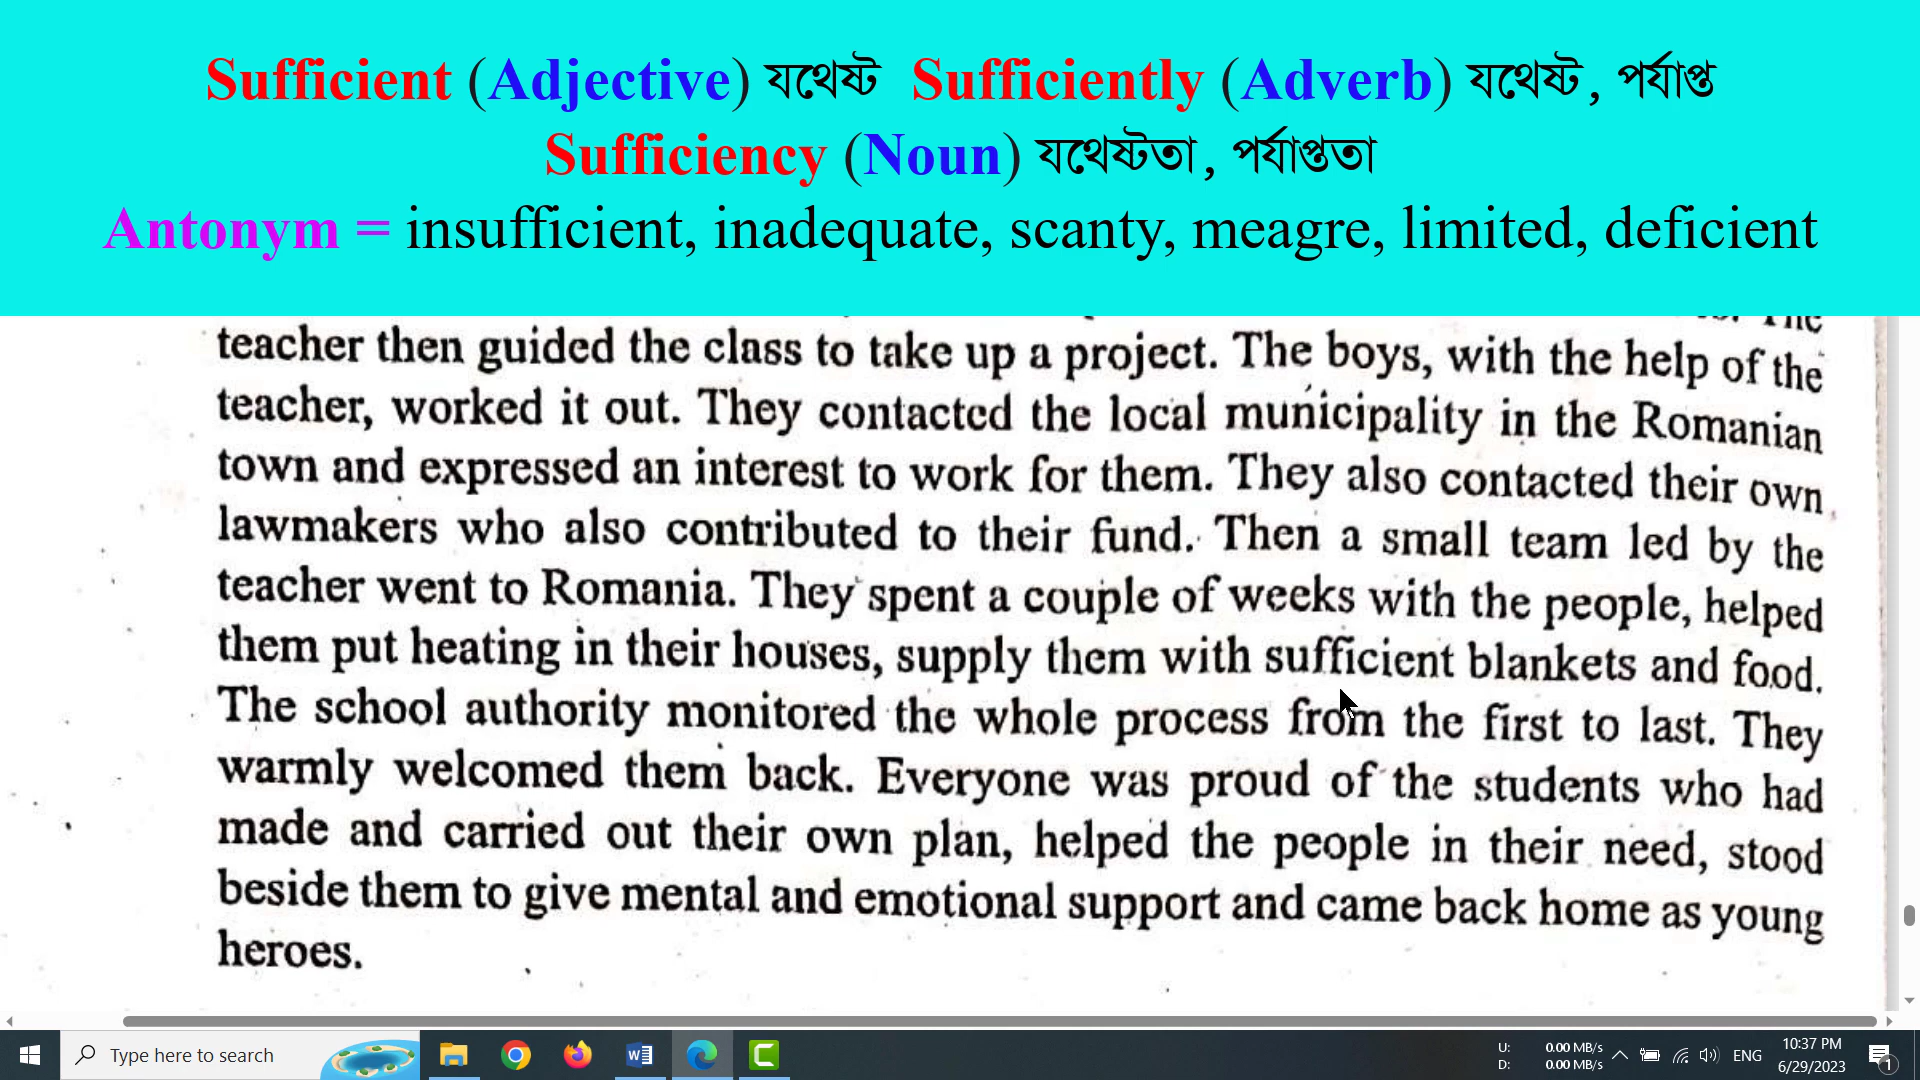 Sufficient (Adjective) যথেষ্ট Sufficiently (Adverb) যথেষ্ট, পর্যাপ্ত
Sufficiency (Noun) যথেষ্টতা, পর্যাপ্ততা
Antonym = insufficient, inadequate, scanty, meagre, limited, deficient
The
teacher then guided the class to take up a project. The boys, with the help of the
teacher, worked it out. They contacted the local municipality in the Romanian
town and expressed an interest to work for them. They also contacted their own
lawmakers who also contributed to their fund. Then a small team led by the
teacher went to Romania. They spent a couple of weeks with the people, helped
them put heating in their houses, supply them with sufficient blankets and food.
The school authority monitored the whole process from the first to last. They
warmly welcomed them back. Everyone was proud of the students who had
made and carried out their own plan, helped the people in their need, stood
beside them to give mental and emotional support and came back home as young
heroes.
Type here to search
U: 0.00 MB/s
D: 0.00 MB/s
ENG
10:37 PM
6/29/2023
1